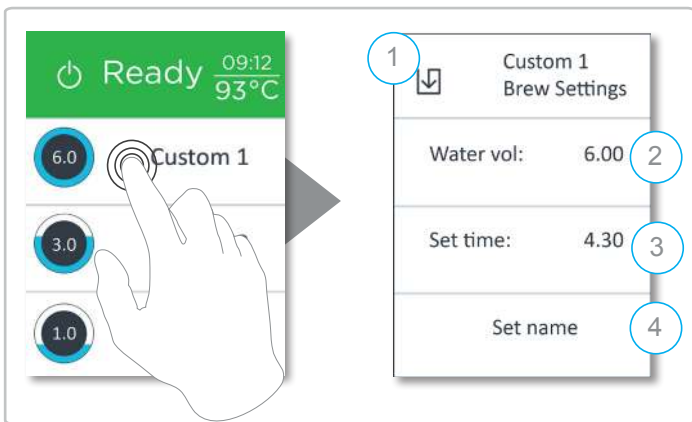 Ready 09:12
93°C
6.0 Custom 1
3.0
1.0
1
Custom 1
Brew Settings
Water vol: 6.00 2
Set time: 4.30 3
Set name 4